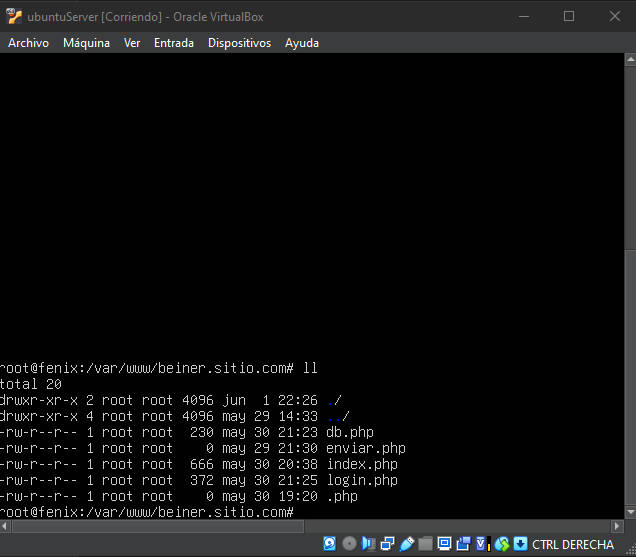 ubuntuServer [Corriendo] - Oracle VirtualBox
Archivo Máquina Ver Entrada Dispositivos Ayuda
root@fenix:/var/www/beiner.sitio.com# ll
total 20
drwxr-xr-x 2 root root 4096 jun  1 22:26 ./
drwxr-xr-x 4 root root 4096 may 29 14:33 ../
-rw-r--r-- 1 root root  230 may 30 21:23 db.php
-rw-r--r-- 1 root root    0 may 29 21:30 enviar.php
-rw-r--r-- 1 root root  666 may 30 20:38 index.php
-rw-r--r-- 1 root root  372 may 30 21:25 login.php
-rw-r--r-- 1 root root    0 may 30 19:20 .php
root@fenix:/var/www/beiner.sitio.com#
CTRL DERECHA